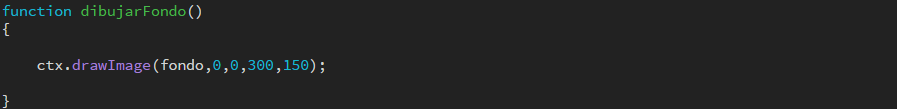 function dibujarFondo()
{
ctx.drawImage(fondo,0,0,300,150);
}